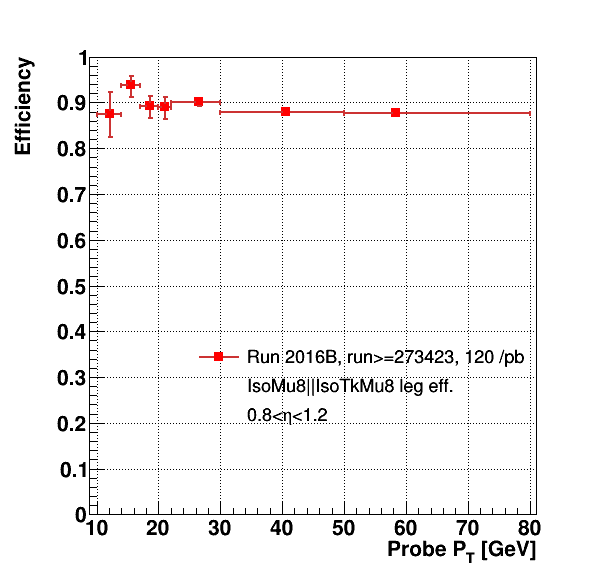 Efficiency
1
0.9
0.8
0.7
0.6
0.5
0.4
0.3
0.2
0.1
0
Run 2016B, run>=273423, 120 /pb
IsoMu8||IsoTkMu8 leg eff.
0.8<η<1.2
10 20 30 40 50 60 70 80
Probe P_T [GeV]